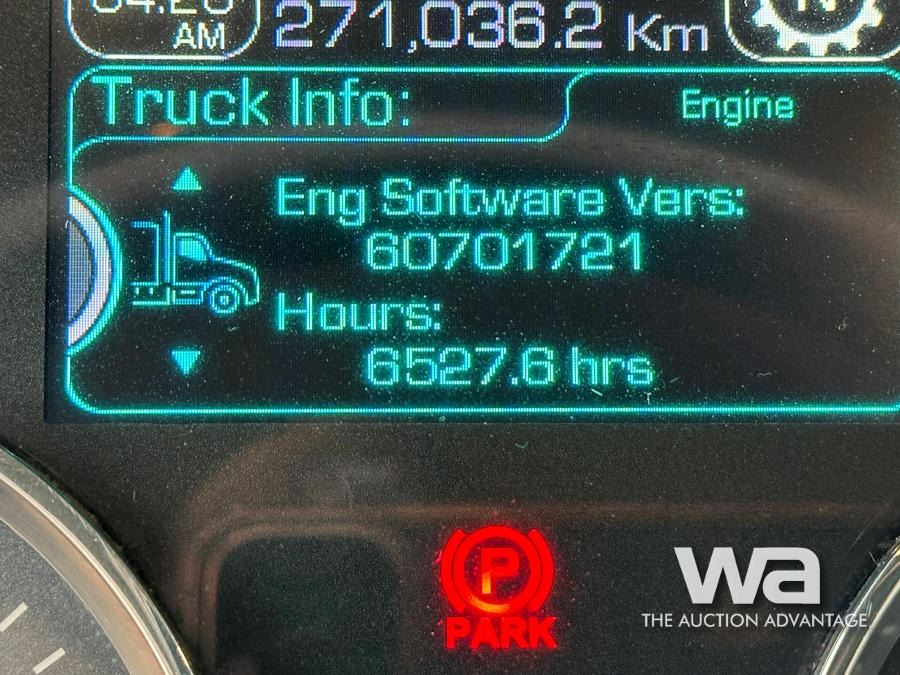 AM
271,036.2 Km
N
Truck Info:
Engine
Eng Software Vers:
60701721
Hours:
6527.6 hrs
P
PARK
wa
THE AUCTION ADVANTAGE.